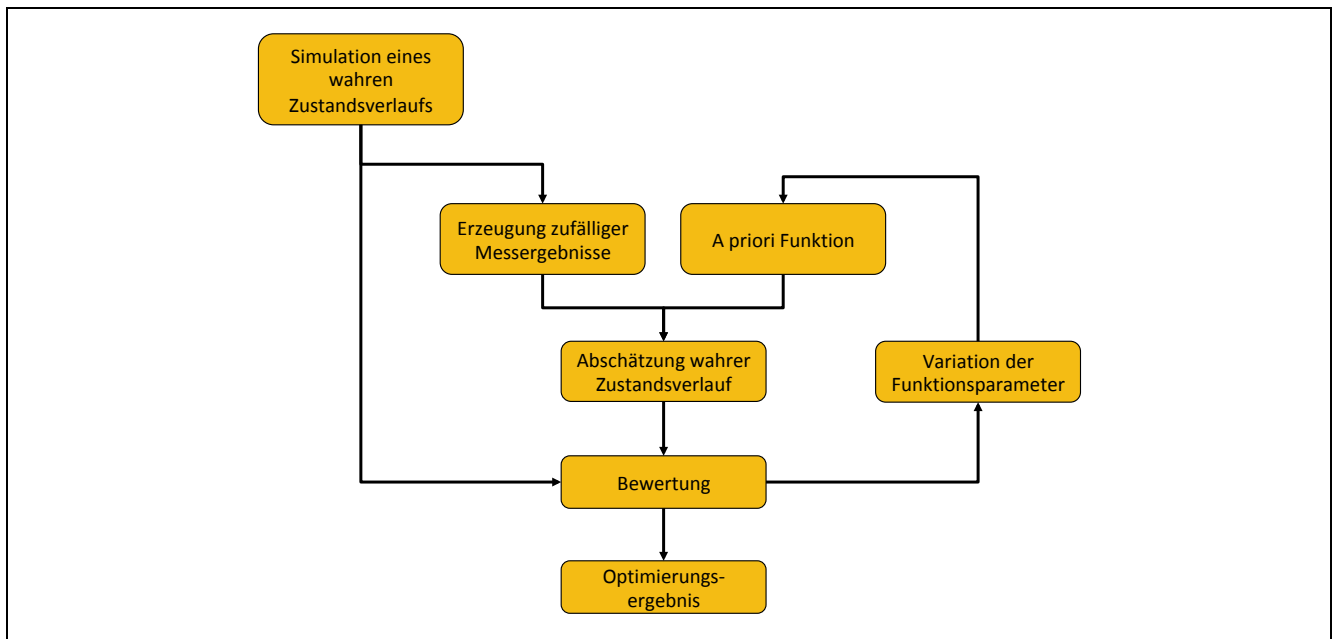 Simulation eines
wahren
Zustandsverlaufs
Erzeugung zufälliger
Messergebnisse
A priori Funktion
Abschätzung wahrer
Zustandsverlauf
Variation der
Funktionsparameter
Bewertung
Optimierungs-
ergebnis